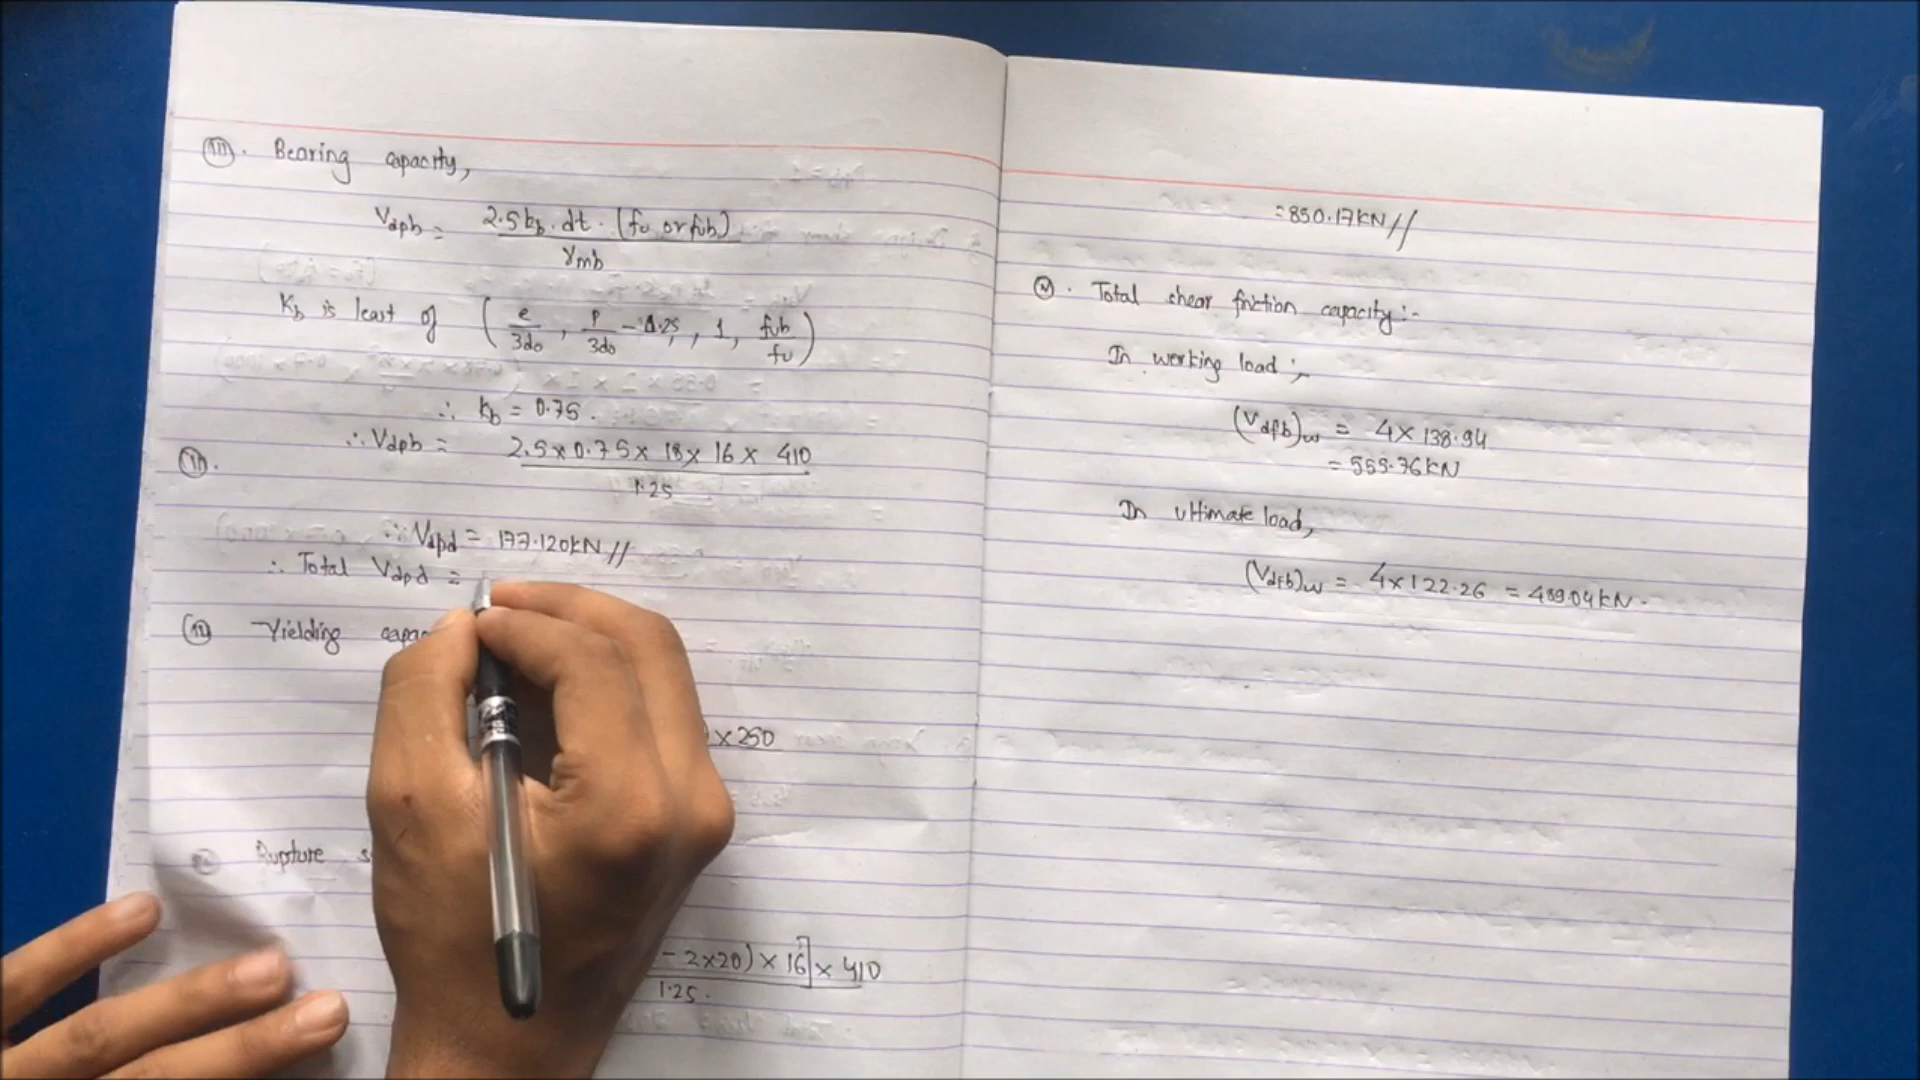 (III). Bearing capacity,
Vdpb = 2.5kb.dt.(fu or fub) / γmb
Kb is least of (e/3do, p/3do - 0.25, 1, fub/fu)
∴ Kb = 0.75.
∴ Vdpb = 2.5×0.75×18×16×410 / 1.25
∴ Vdpd = 177.120KN//
∴ Total Vdpd =
Yielding
)×250
Rupture
- 2×20)×16]×410
1.25.
=850.17KN//
Total shear friction capacity:-
In working load :-
(Vdfb)w = 4×138.94
= 555.76KN
In ultimate load,
(Vdfb)w = 4×122.26 = 489.04KN.